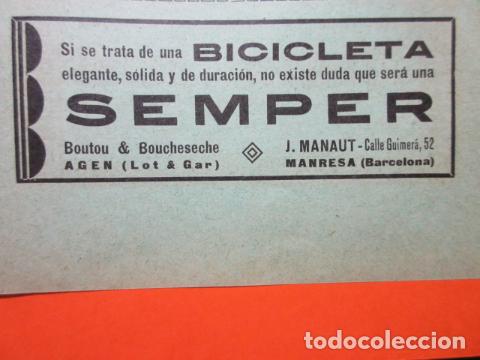 Si se trata de una BICICLETA
elegante, sólida y de duración, no existe duda que será una
SEMPER
Boutou & Boucheseche
AGEN (Lot & Gar)
J. MANAUT - Calle Guimerá, 52
MANRESA (Barcelona)
todocoleccion.net